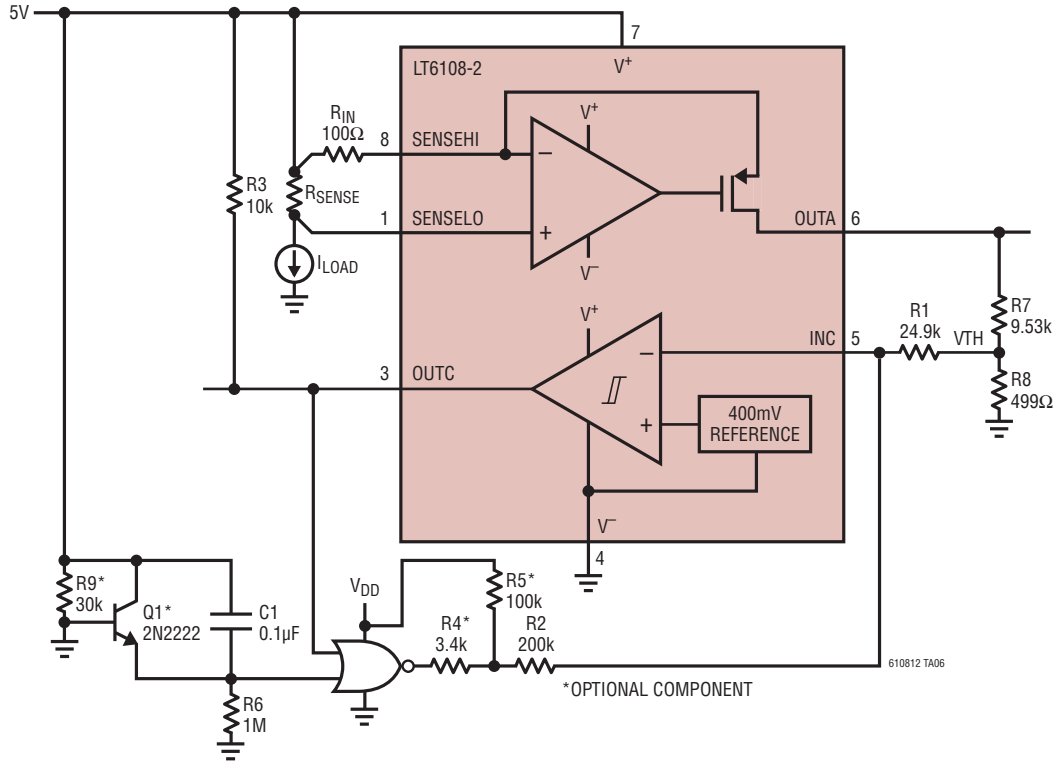 5V
7
V+
LT6108-2
RIN
100Ω
8
SENSEHI
V+
−
R3
10k
RSENSE
1
SENSELO
+
OUTA
6
V−
ILOAD
V+
INC
5
R1
24.9k
VTH
R7
9.53k
−
3
OUTC
R8
499Ω
+
400mV
REFERENCE
V−
4
R9*
30k
Q1*
2N2222
C1
0.1µF
VDD
R5*
100k
R4*
3.4k
R2
200k
610812 TA06
*OPTIONAL COMPONENT
R6
1M